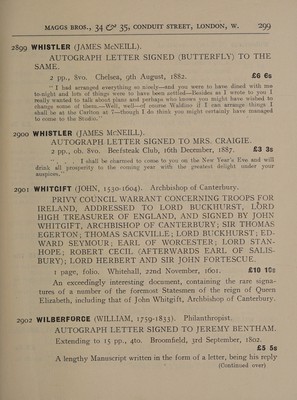 MAGGS BROS., 34 & 35, CONDUIT STREET, LONDON, W. 299
2899 WHISTLER (JAMES McNEILL).
AUTOGRAPH LETTER SIGNED (BUTTERFLY) TO THE
SAME.
2 pp., 8vo. Chelsea, 9th August, 1882. £6 6s
" I had arranged everything so nicely—and you were to have dined with me
to-night and lots of things were to have been settled—Besides as I wrote to you I
really wanted to talk about piano and perhaps who knows you might have wished to
change some of them.—Well, well—of course Waldino (if I can arrange things I
shall be at the Carlton at 7—though I do think you might certainly have managed
to come to the Studio."
2900 WHISTLER (JAMES McNEILL).
AUTOGRAPH LETTER SIGNED TO MRS. CRAIGIE.
2 pp., ob. 8vo. Beefsteak Club, 16th December, 1887. £3 3s
" . . . I shall be charmed to come to you on the New Year's Eve and will
drink all prosperity to the coming year with the greatest delight under your
auspices."
2901 WHITGIFT (JOHN, 1530-1604). Archbishop of Canterbury.
PRIVY COUNCIL WARRANT CONCERNING TROOPS FOR
IRELAND, ADDRESSED TO LORD BUCKHURST, LORD
HIGH TREASURER OF ENGLAND, AND SIGNED BY JOHN
WHITGIFT, ARCHBISHOP OF CANTERBURY; SIR THOMAS
EGERTON; THOMAS SACKVILLE; LORD BUCKHURST; ED-
WARD SEYMOUR; EARL OF WORCESTER; LORD STAN-
HOPE; ROBERT CECIL (AFTERWARDS EARL OF SALIS-
BURY); LORD HERBERT AND SIR JOHN FORTESCUE.
1 page, folio. Whitehall, 22nd November, 1601. £10 10s
An exceedingly interesting document, containing the rare signa-
tures of a number of the foremost Statesmen of the reign of Queen
Elizabeth, including that of John Whitgift, Archbishop of Canterbury.
2902 WILBERFORCE (WILLIAM, 1759-1833). Philanthropist.
AUTOGRAPH LETTER SIGNED TO JEREMY BENTHAM.
Extending to 15 pp., 4to. Broomfield, 3rd September, 1802.
£5 5s
A lengthy Manuscript written in the form of a letter, being his reply
(Continued over)